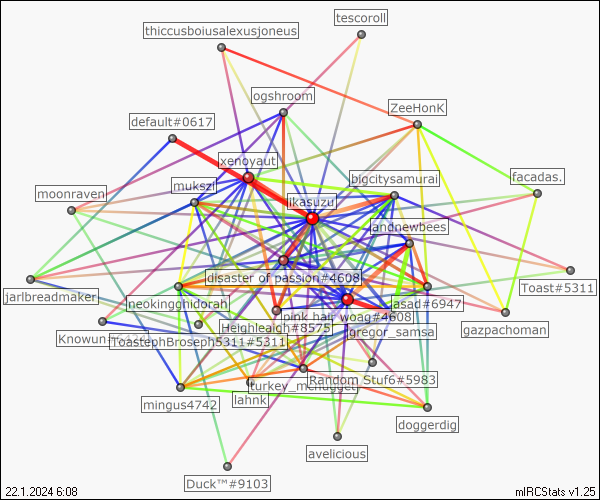 tescoroll
thiccusboiusalexusjoneus
ogshroom
ZeeHonK
default#0617
xenoyaut
bigcitysamurai
facadas.
mukszi
moonraven
ikasuzu
andnewbees
disaster of passion#4608
Toast#5311
jarlbreadmaker
neokingghidorah
jasad#6947
pink hair woag#4608
gazpachoman
Heighleaigh#8575
gregor_samsa
ToastephBroseph5311#5311
Random Stuf6#5983
turkey_mcnugget
lahnk
mingus4742
doggerdig
avelicious
Duck™#9103
22.1.2024 6:08
mIRCStats v1.25